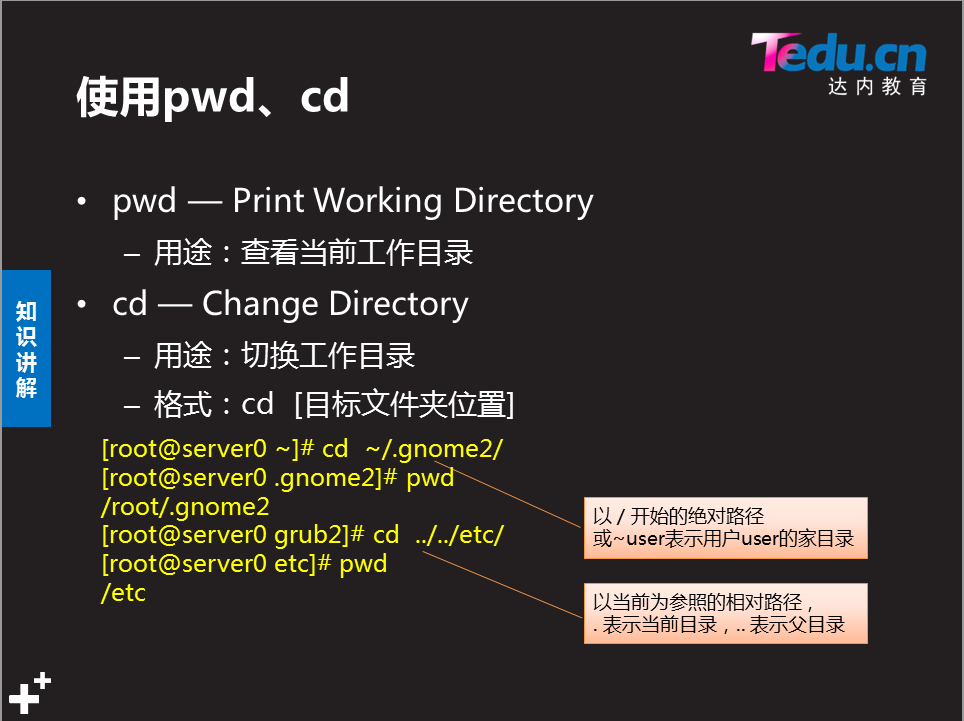 Tedu.cn
达内教育
使用pwd、cd
• pwd — Print Working Directory
– 用途：查看当前工作目录
• cd — Change Directory
– 用途：切换工作目录
– 格式：cd [目标文件夹位置]
知识讲解
[root@server0 ~]# cd ~/.gnome2/
[root@server0 .gnome2]# pwd
/root/.gnome2
[root@server0 grub2]# cd ../../etc/
[root@server0 etc]# pwd
/etc
以 / 开始的绝对路径
或~user表示用户user的家目录
以当前为参照的相对路径，
. 表示当前目录，.. 表示父目录